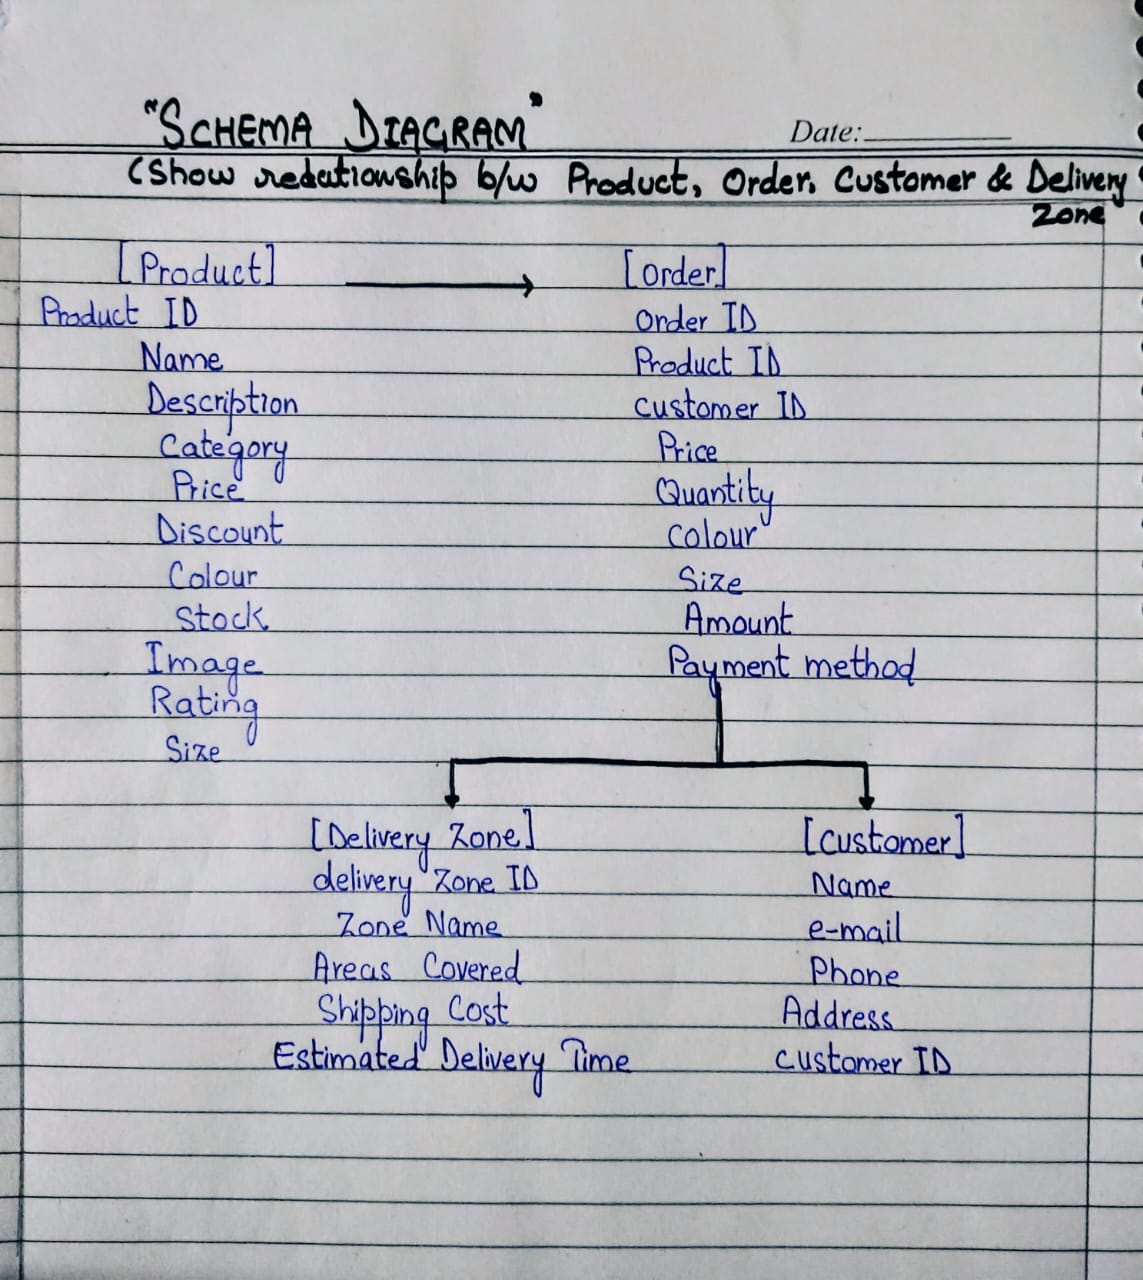 "SCHEMA DIAGRAM"
Date:
(Show relationship b/w Product, Order, Customer & Delivery
Zone
[Product]
Product ID
Name
Description
Category
Price
Discount
Colour
Stock
Image
Rating
Size
[Order]
Order ID
Product ID
Customer ID
Price
Quantity
Colour
Size
Amount
Payment method
[Delivery Zone]
delivery Zone ID
Zone Name
Areas Covered
Shipping Cost
Estimated Delivery Time
[Customer]
Name
e-mail
Phone
Address
Customer ID